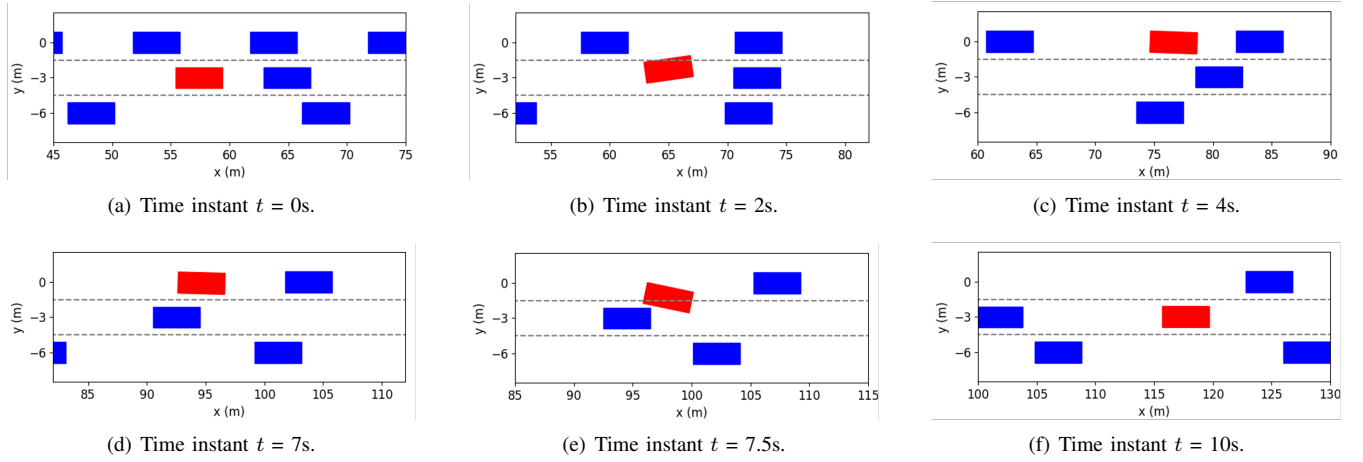 0
−3
−6
y (m)
45 50 55 60 65 70 75
x (m)
(a) Time instant t = 0s.
0
−3
−6
y (m)
55 60 65 70 75 80
x (m)
(b) Time instant t = 2s.
0
−3
−6
y (m)
60 65 70 75 80 85 90
x (m)
(c) Time instant t = 4s.
0
−3
−6
y (m)
85 90 95 100 105 110
x (m)
(d) Time instant t = 7s.
0
−3
−6
y (m)
85 90 95 100 105 110 115
x (m)
(e) Time instant t = 7.5s.
0
−3
−6
y (m)
100 105 110 115 120 125 130
x (m)
(f) Time instant t = 10s.